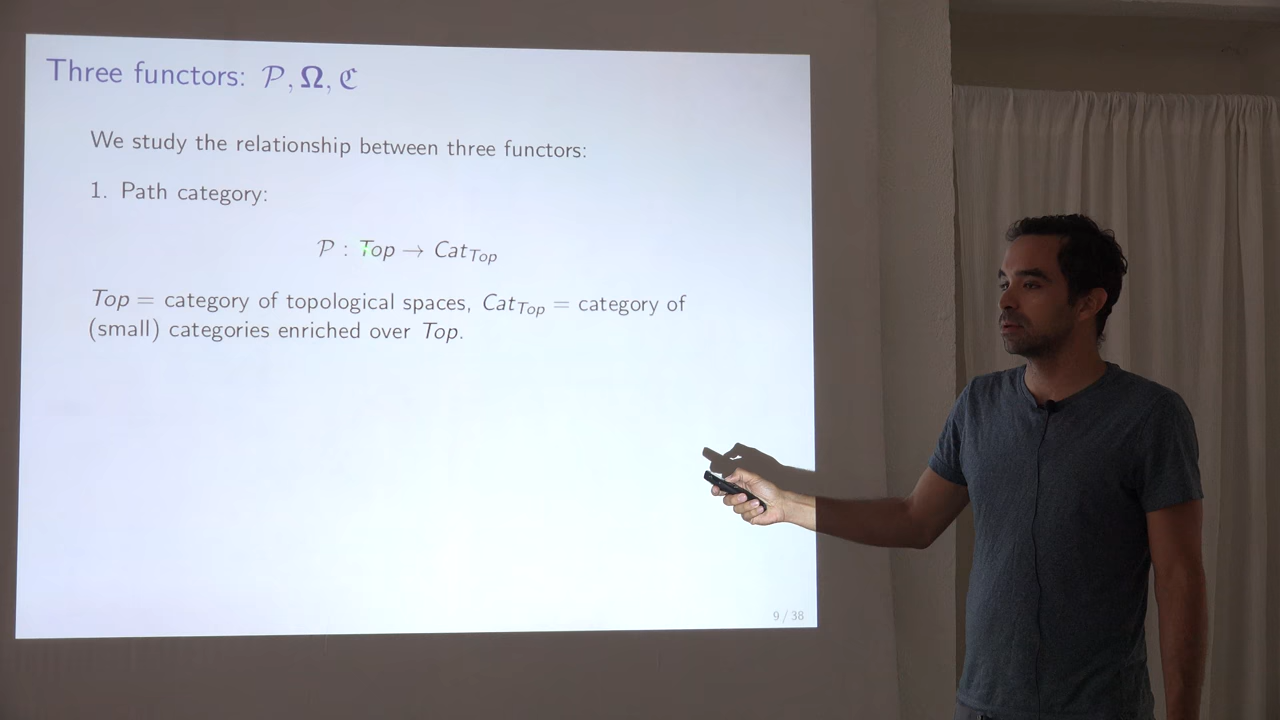 Three functors: 𝒫, Ω, ℭ
We study the relationship between three functors:
1. Path category:
𝒫 : Top → Cat_Top
Top = category of topological spaces, Cat_Top = category of
(small) categories enriched over Top.
9 / 38